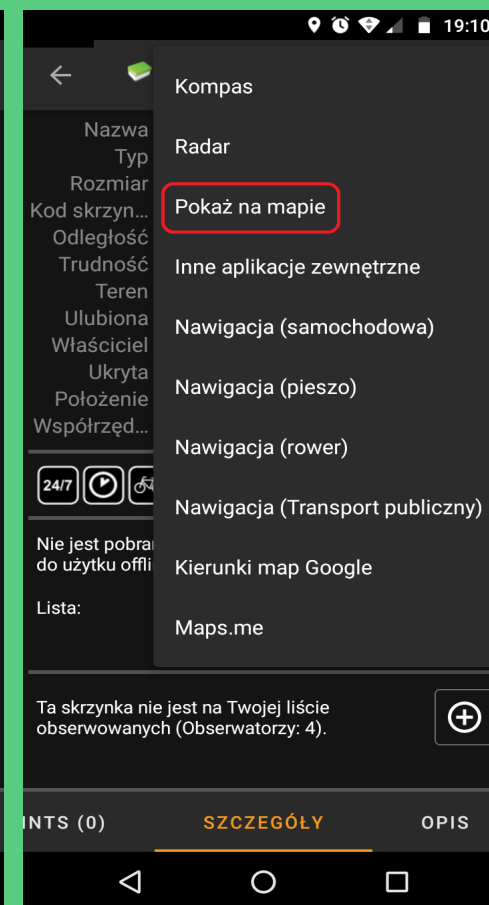 19:10
Kompas
Nazwa
Radar
Typ
Rozmiar
Pokaż na mapie
Kod skrzyn...
Odległość
Trudność
Inne aplikacje zewnętrzne
Teren
Ulubiona
Nawigacja (samochodowa)
Właściciel
Ukryta
Nawigacja (pieszo)
Położenie
Współrzęd...
Nawigacja (rower)
24/7
Nawigacja (Transport publiczny)
Nie jest pobra
do użytku offli
Kierunki map Google
Lista:
Maps.me
Ta skrzynka nie jest na Twojej liście
obserwowanych (Obserwatorzy: 4).
INTS (0) SZCZEGÓŁY OPIS